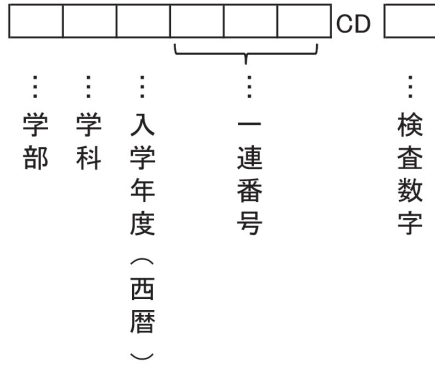 CD
学部
学科
入学年度（西暦）
一連番号
検査数字